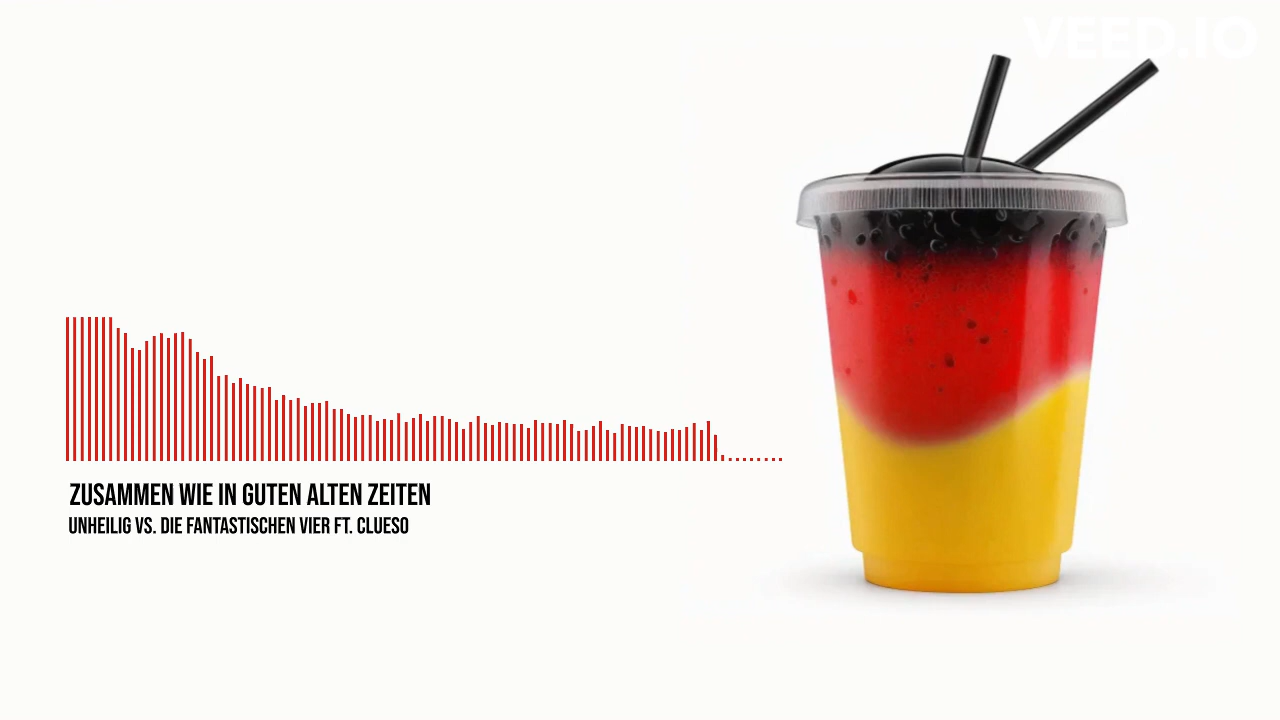 VEED.IO
ZUSAMMEN WIE IN GUTEN ALTEN ZEITEN
UNHEILIG VS. DIE FANTASTISCHEN VIER FT. CLUESO